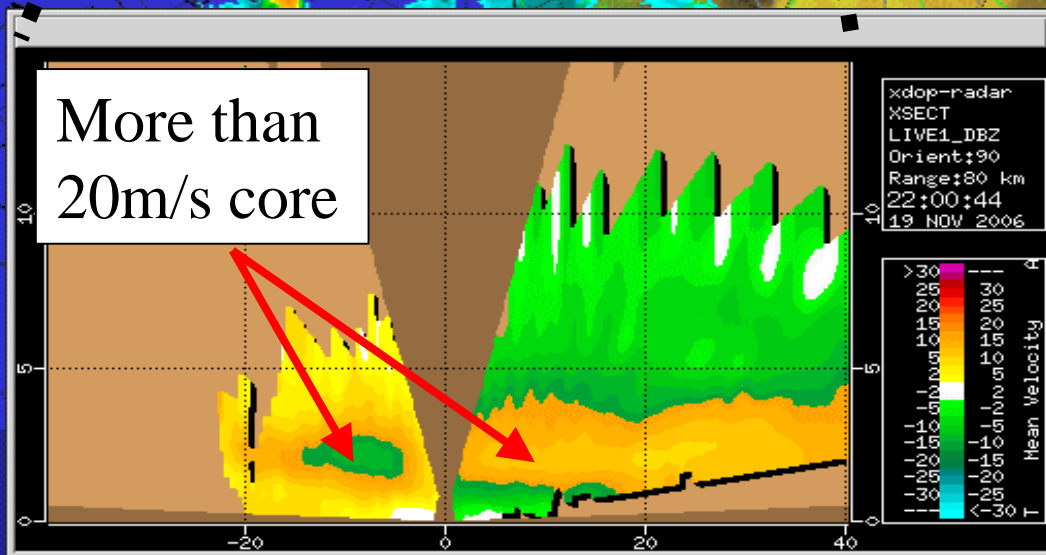 More than
20m/s core
xdop-radar
XSECT
LIVE1_DBZ
Orient:90
Range:80 km
22:00:44
19 NOV 2006
10
5
0
10
5
0
-20
0
20
40
A
>30 ---
25 30
20 25
15 20
10 15
5 10
2 5
-2 2
-5 -2
-10 -5
-15 -10
-20 -15
-25 -20
-30 -25
--- <-30
Mean Velocity
T